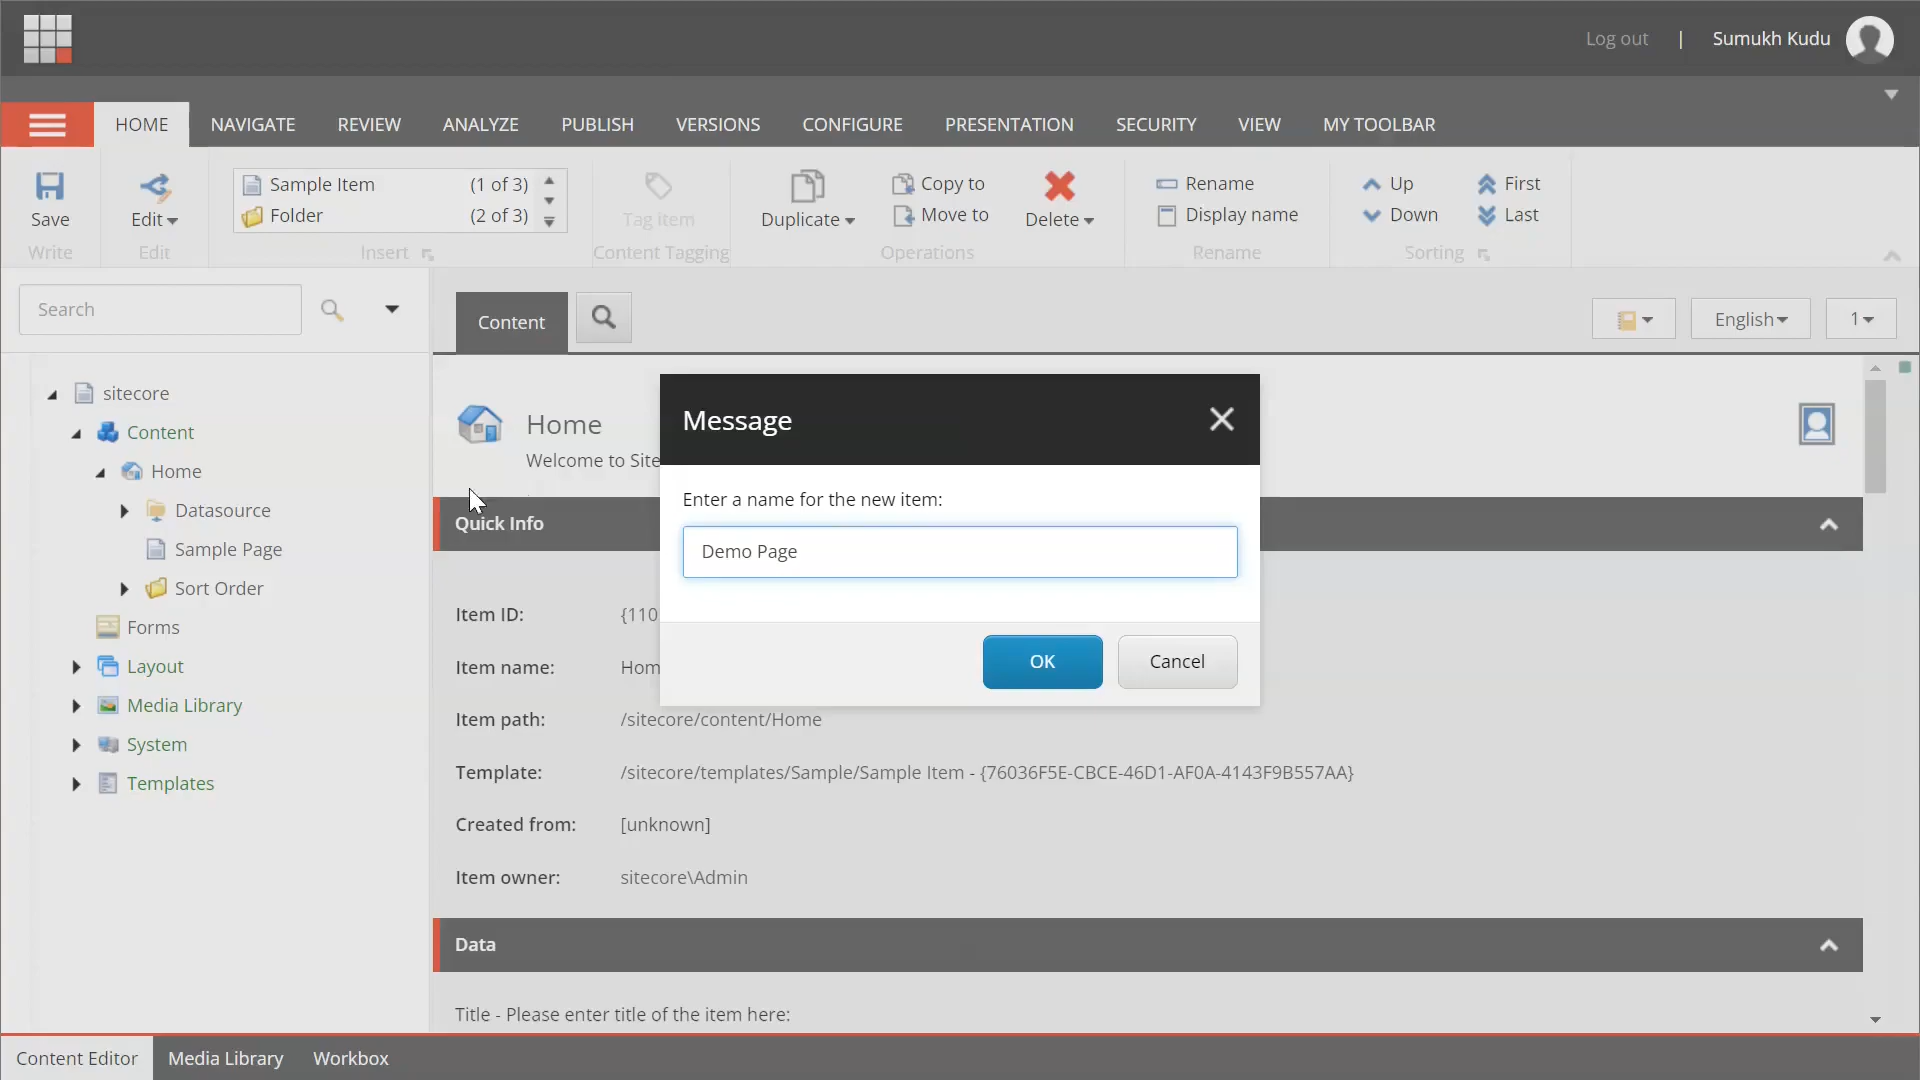 Log out | Sumukh Kudu
HOME NAVIGATE REVIEW ANALYZE PUBLISH VERSIONS CONFIGURE PRESENTATION SECURITY VIEW MY TOOLBAR
Save
Write
Edit
Edit
Sample Item (1 of 3)
Folder (2 of 3)
Insert
Tag Item
Content Tagging
Duplicate
Copy to
Move to
Delete
Operations
Rename
Display name
Rename
Up
Down
First
Last
Sorting
Search
sitecore
Content
Home
Datasource
Sample Page
Sort Order
Forms
Layout
Media Library
System
Templates
Content
English
1
Home
Welcome to Site
Quick Info
Message
Enter a name for the new item:
Demo Page
OK Cancel
Item ID: {110
Item name: Hom
Item path: /sitecore/content/Home
Template: /sitecore/templates/Sample/Sample Item - {76036F5E-CBCE-46D1-AF0A-4143F9B557AA}
Created from: [unknown]
Item owner: sitecore\Admin
Data
Title - Please enter title of the item here:
Content Editor Media Library Workbox